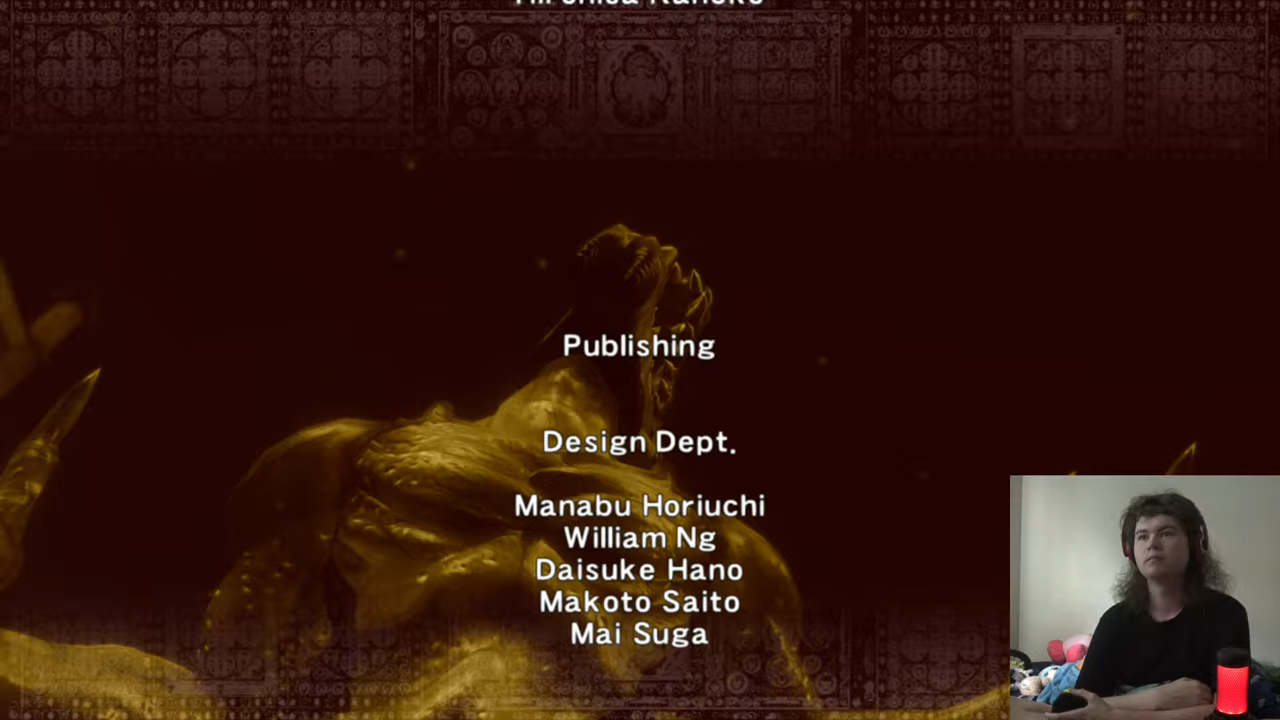 Publishing
Design Dept.
Manabu Horiuchi
William Ng
Daisuke Hano
Makoto Saito
Mai Suga